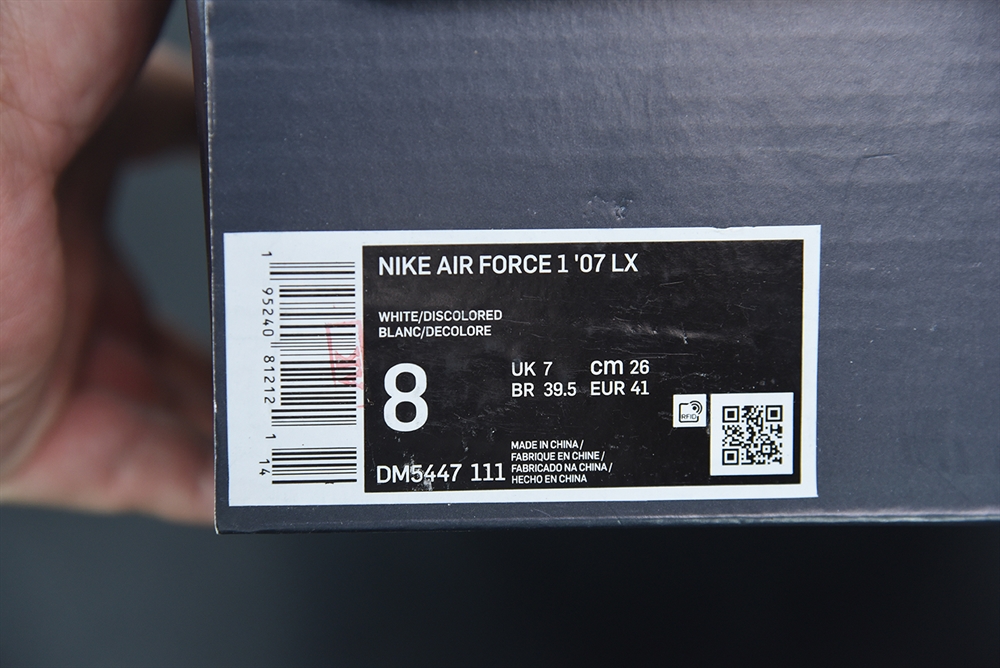 NIKE AIR FORCE 1 '07 LX
WHITE/DISCOLORED
BLANC/DECOLORE
8
UK 7 cm 26
BR 39.5 EUR 41
RFID
DM5447 111
MADE IN CHINA /
FABRIQUE EN CHINE /
FABRICADO NA CHINA /
HECHO EN CHINA
1 95240 81212 1 14